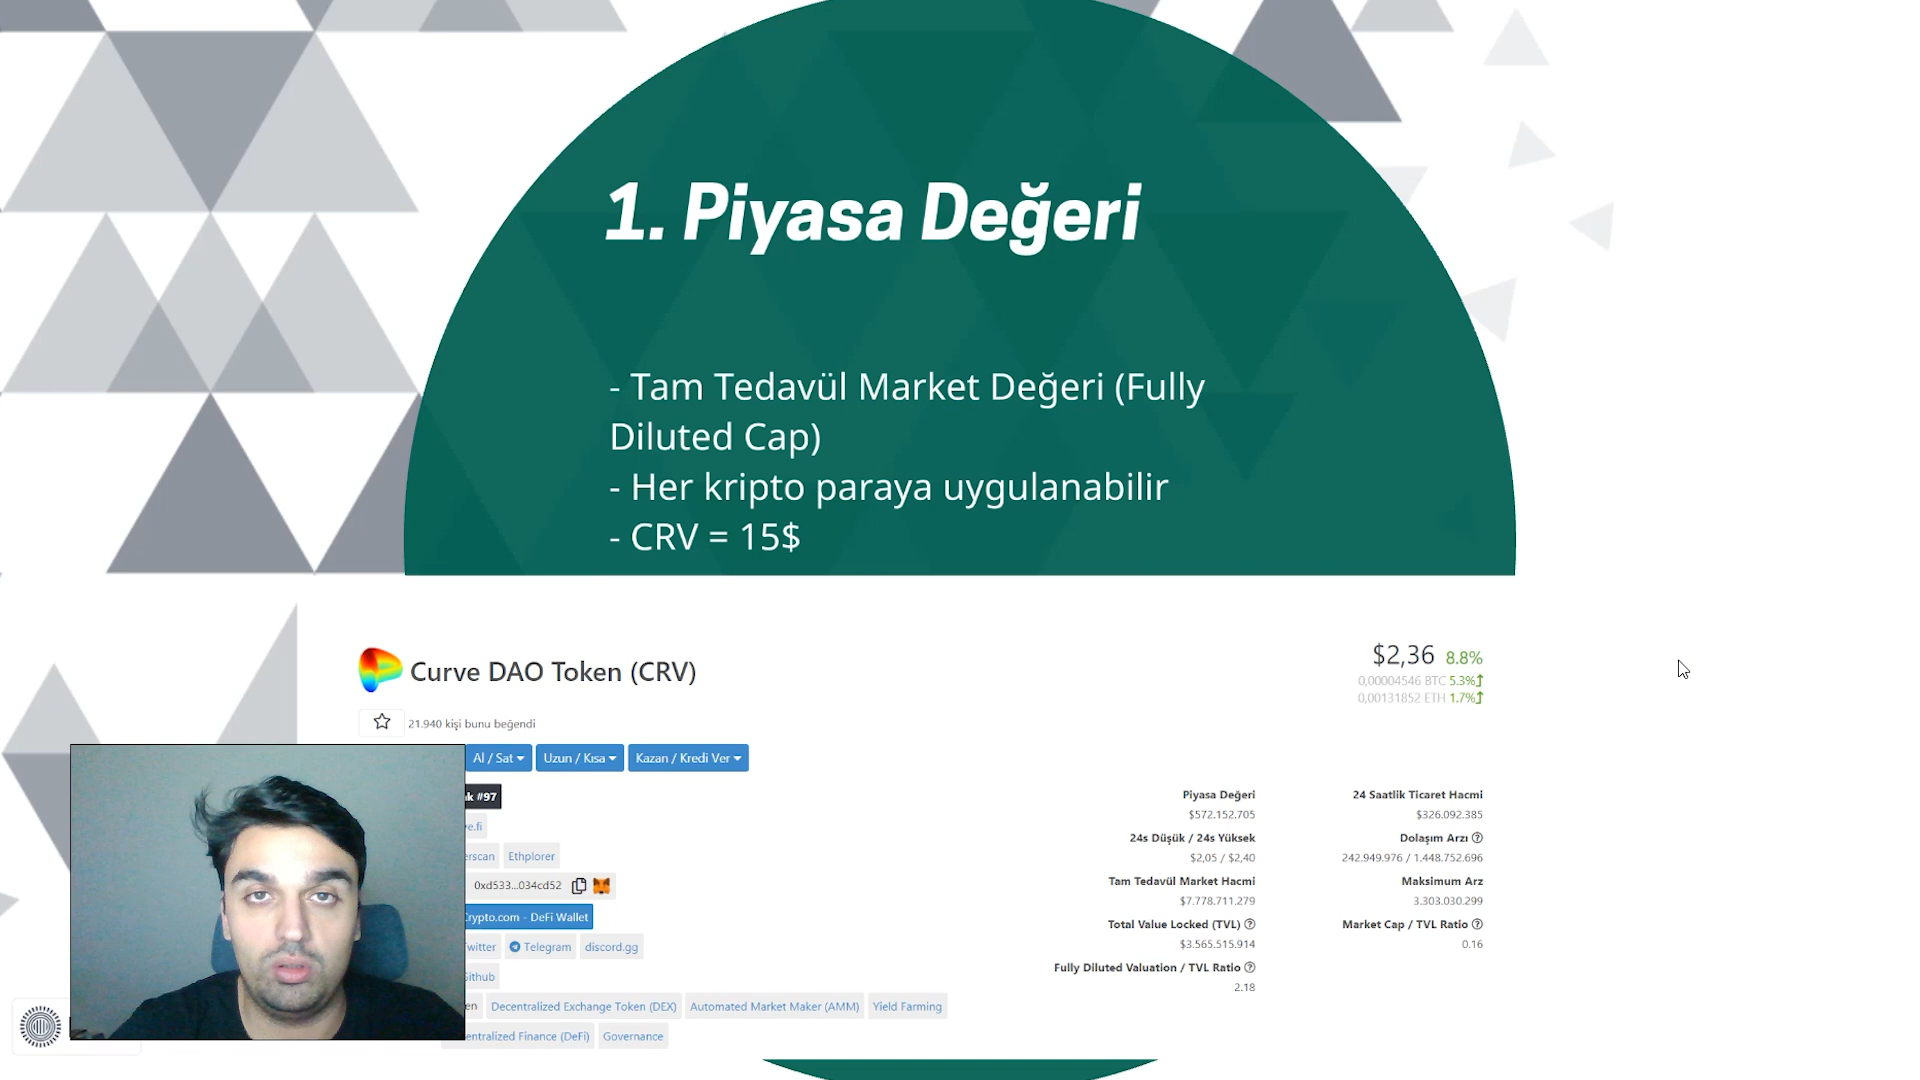 1. Piyasa Değeri
- Tam Tedavül Market Değeri (Fully
Diluted Cap)
- Her kripto paraya uygulanabilir
- CRV = 15$
Curve DAO Token (CRV)
$2,36 8.8%
0,00004546 BTC 5.3%
0,00131852 ETH 1.7%
21.940 kişi bunu beğendi
Al / Sat Uzun / Kısa Kazan / Kredi Ver
#97
Ethplorer
0xd533...034cd52
Crypto.com - DeFi Wallet
Twitter Telegram discord.gg
Github
Decentralized Exchange Token (DEX) Automated Market Maker (AMM) Yield Farming
Governance
Piyasa Değeri
$572.152.705
24s Düşük / 24s Yüksek
$2,05 / $2,40
Tam Tedavül Market Hacmi
$7.778.711.279
Total Value Locked (TVL)
$3.565.515.914
Fully Diluted Valuation / TVL Ratio
2.18
24 Saatlik Ticaret Hacmi
$326.092.385
Dolaşım Arzı
242.949.976 / 1.448.752.696
Maksimum Arz
3.303.030.299
Market Cap / TVL Ratio
0.16